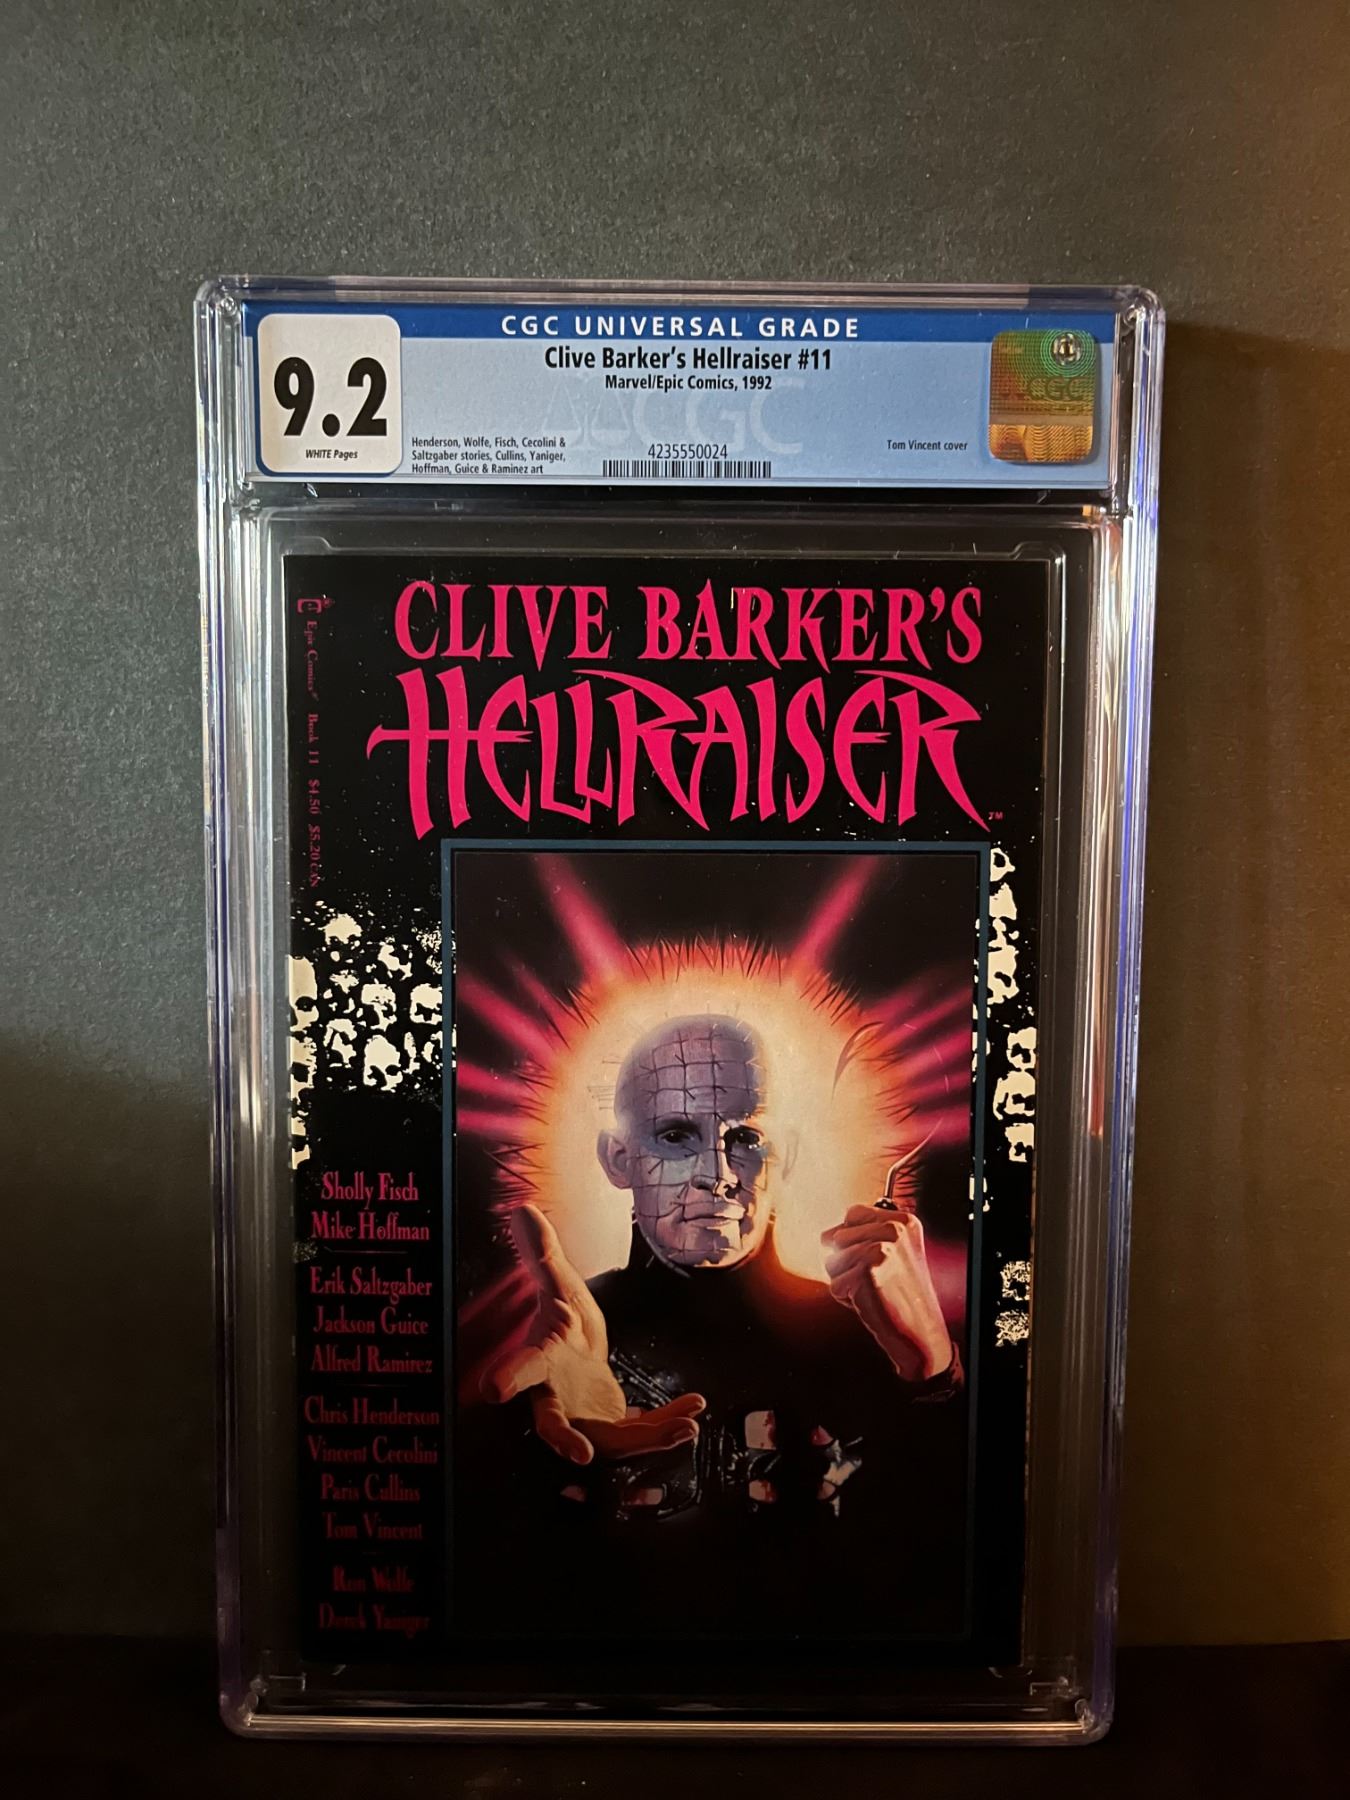 CGC UNIVERSAL GRADE
9.2
WHITE Pages
Clive Barker's Hellraiser #11
Marvel/Epic Comics, 1992
Henderson, Wolfe, Fisch, Cecolini &
Saltzgaber stories, Cullins, Yaniger,
Hoffman, Guice & Raminez art
4235550024
Tom Vincent cover
CGC
CGC
Epic Comics® Book 11 $4.50 $5.20 CAN
CLIVE BARKER'S
HELLRAISER
™
Sholly Fisch
Mike Hoffman
Erik Saltzgaber
Jackson Guice
Alfred Ramirez
Chris Henderson
Vincent Cecolini
Paris Cullins
Tom Vincent
Ron Wolfe
Derek Yaniger